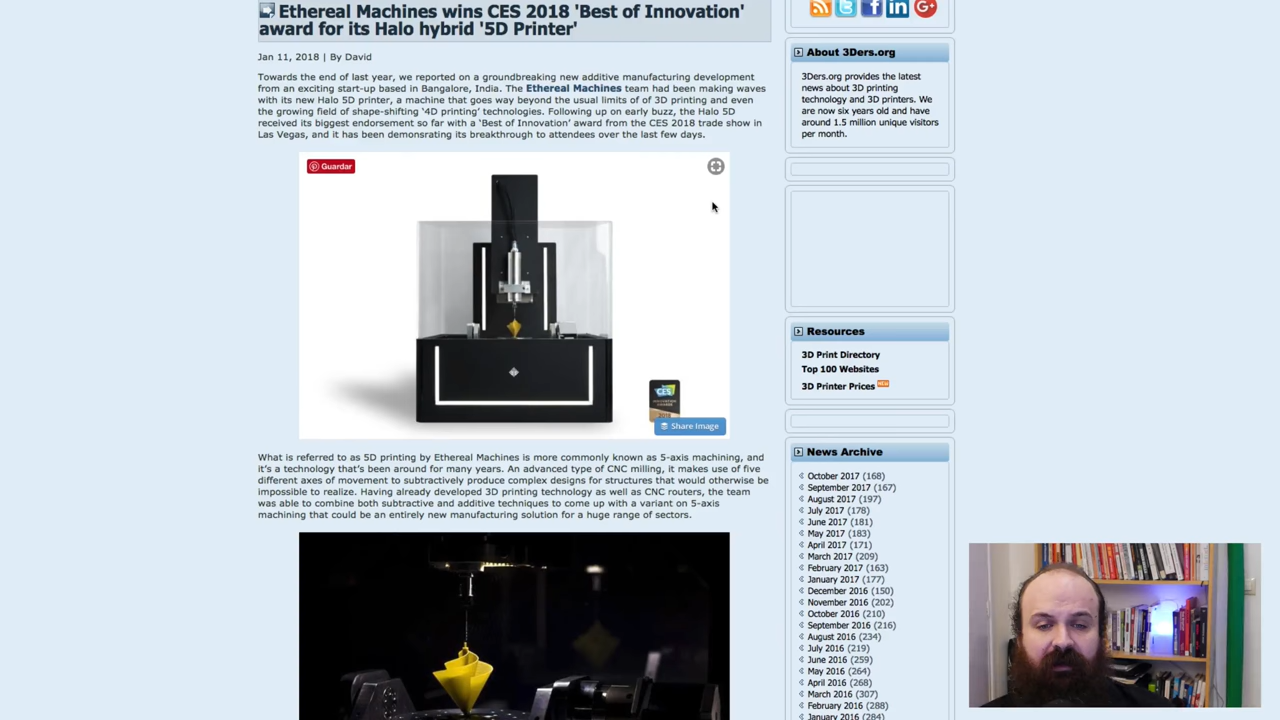 Ethereal Machines wins CES 2018 'Best of Innovation'
award for its Halo hybrid '5D Printer'
Jan 11, 2018 | By David
Towards the end of last year, we reported on a groundbreaking new additive manufacturing development
from an exciting start-up based in Bangalore, India. The Ethereal Machines team had been making waves
with its new Halo 5D printer, a machine that goes way beyond the usual limits of of 3D printing and even
the growing field of shape-shifting '4D printing' technologies. Following up on early buzz, the Halo 5D
received its biggest endorsement so far with a 'Best of Innovation' award from the CES 2018 trade show in
Las Vegas, and it has been demonsrating its breakthrough to attendees over the last few days.
Guardar
CES
Share Image
What is referred to as 5D printing by Ethereal Machines is more commonly known as 5-axis machining, and
it's a technology that's been around for many years. An advanced type of CNC milling, it makes use of five
different axes of movement to subtractively produce complex designs for structures that would otherwise be
impossible to realize. Having already developed 3D printing technology as well as CNC routers, the team
was able to combine both subtractive and additive techniques to come up with a variant on 5-axis
machining that could be an entirely new manufacturing solution for a huge range of sectors.
About 3Ders.org
3Ders.org provides the latest
news about 3D printing
technology and 3D printers. We
are now six years old and have
around 1.5 million unique visitors
per month.
Resources
3D Print Directory
Top 100 Websites
3D Printer Prices
News Archive
October 2017 (168)
September 2017 (167)
August 2017 (197)
July 2017 (178)
June 2017 (181)
May 2017 (183)
April 2017 (171)
March 2017 (209)
February 2017 (163)
January 2017 (177)
December 2016 (150)
November 2016 (202)
October 2016 (210)
September 2016 (216)
August 2016 (234)
July 2016 (219)
June 2016 (259)
May 2016 (264)
April 2016 (268)
March 2016 (307)
February 2016 (288)
January 2016 (284)